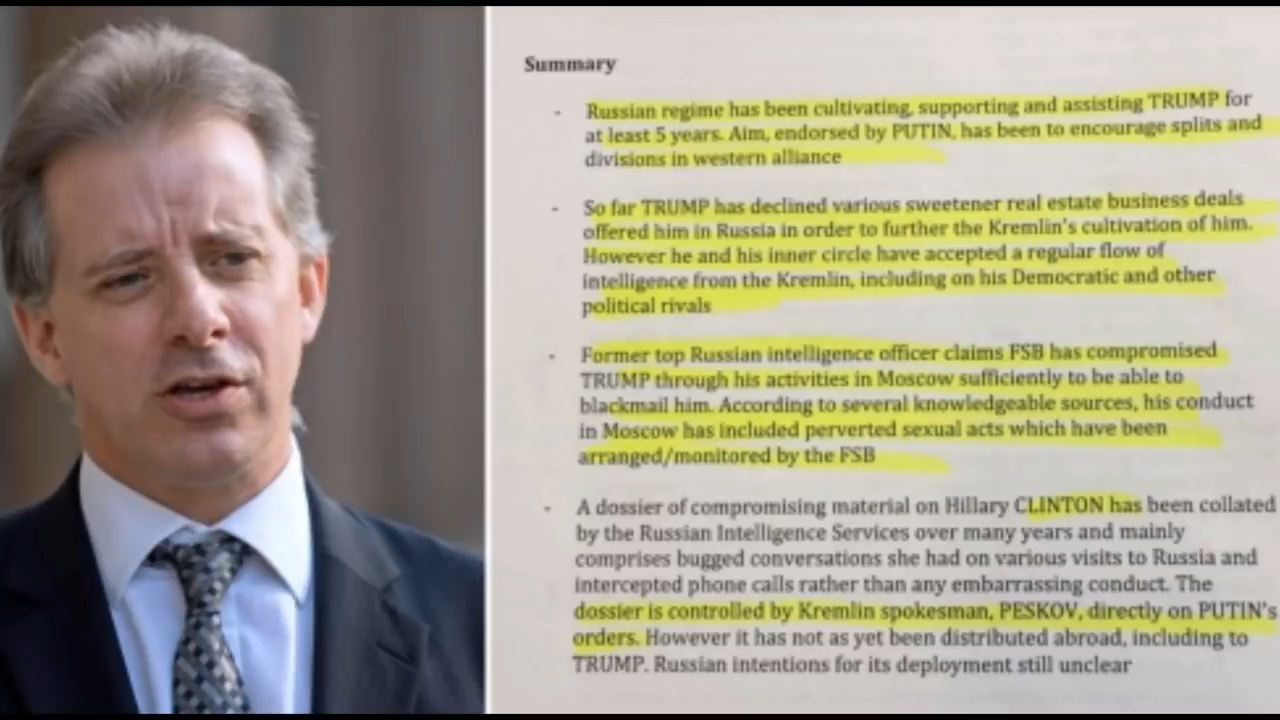 Summary
- Russian regime has been cultivating, supporting and assisting TRUMP for
at least 5 years. Aim, endorsed by PUTIN, has been to encourage splits and
divisions in western alliance
- So far TRUMP has declined various sweetener real estate business deals
offered him in Russia in order to further the Kremlin's cultivation of him.
However he and his inner circle have accepted a regular flow of
intelligence from the Kremlin, including on his Democratic and other
political rivals
- Former top Russian intelligence officer claims FSB has compromised
TRUMP through his activities in Moscow sufficiently to be able to
blackmail him. According to several knowledgeable sources, his conduct
in Moscow has included perverted sexual acts which have been
arranged/monitored by the FSB
- A dossier of compromising material on Hillary CLINTON has been collated
by the Russian Intelligence Services over many years and mainly
comprises bugged conversations she had on various visits to Russia and
intercepted phone calls rather than any embarrassing conduct. The
dossier is controlled by Kremlin spokesman, PESKOV, directly on PUTIN's
orders. However it has not as yet been distributed abroad, including to
TRUMP. Russian intentions for its deployment still unclear